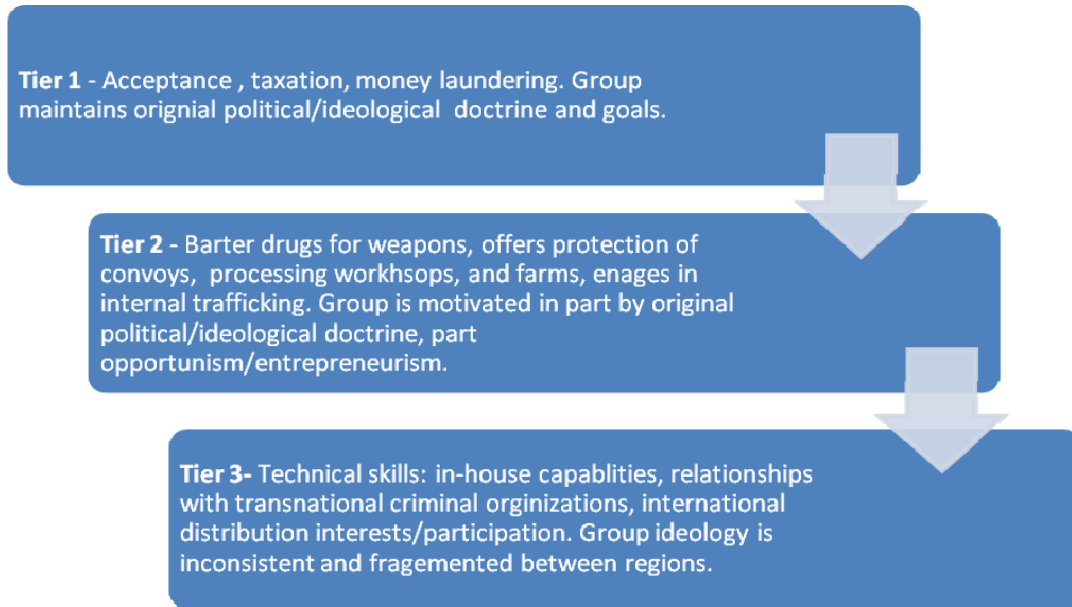 Tier 1 - Acceptance , taxation, money laundering. Group
maintains orignial political/ideological doctrine and goals.
Tier 2 - Barter drugs for weapons, offers protection of
convoys, processing workhsops, and farms, enages in
internal trafficking. Group is motivated in part by original
political/ideological doctrine, part
opportunism/entrepreneurism.
Tier 3- Technical skills: in-house capablities, relationships
with transnational criminal orginizations, international
distribution interests/participation. Group ideology is
inconsistent and fragemented between regions.